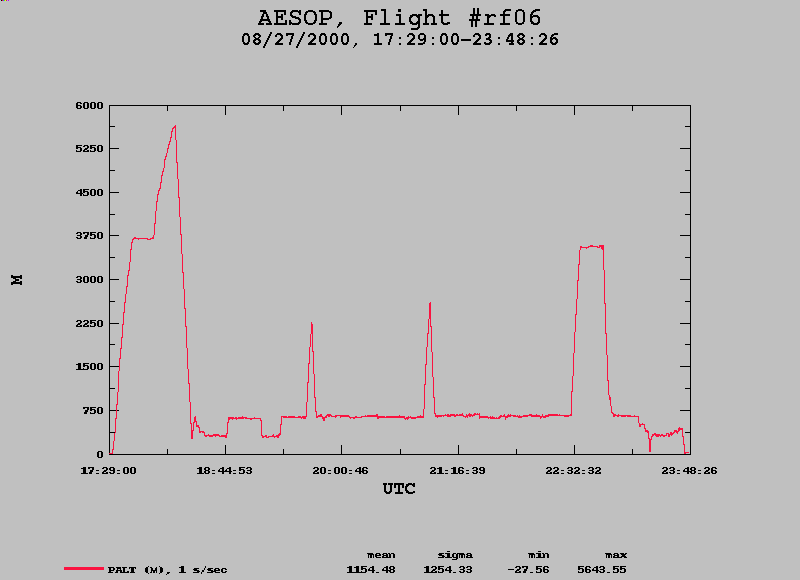 AESOP, Flight #rf06
08/27/2000, 17:29:00-23:48:26
6000
5250
4500
3750
3000
2250
1500
750
0
M
17:29:00 18:44:53 20:00:46 21:16:39 22:32:32 23:48:26
UTC
mean sigma min max
PALT (M), 1 s/sec 1154.48 1254.33 -27.56 5643.55